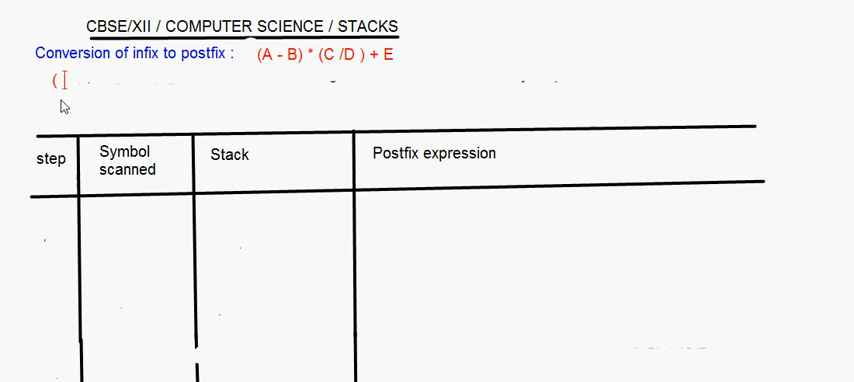 CBSE/XII / COMPUTER SCIENCE / STACKS
Conversion of infix to postfix : (A - B) * (C /D ) + E
(
step Symbol scanned Stack Postfix expression